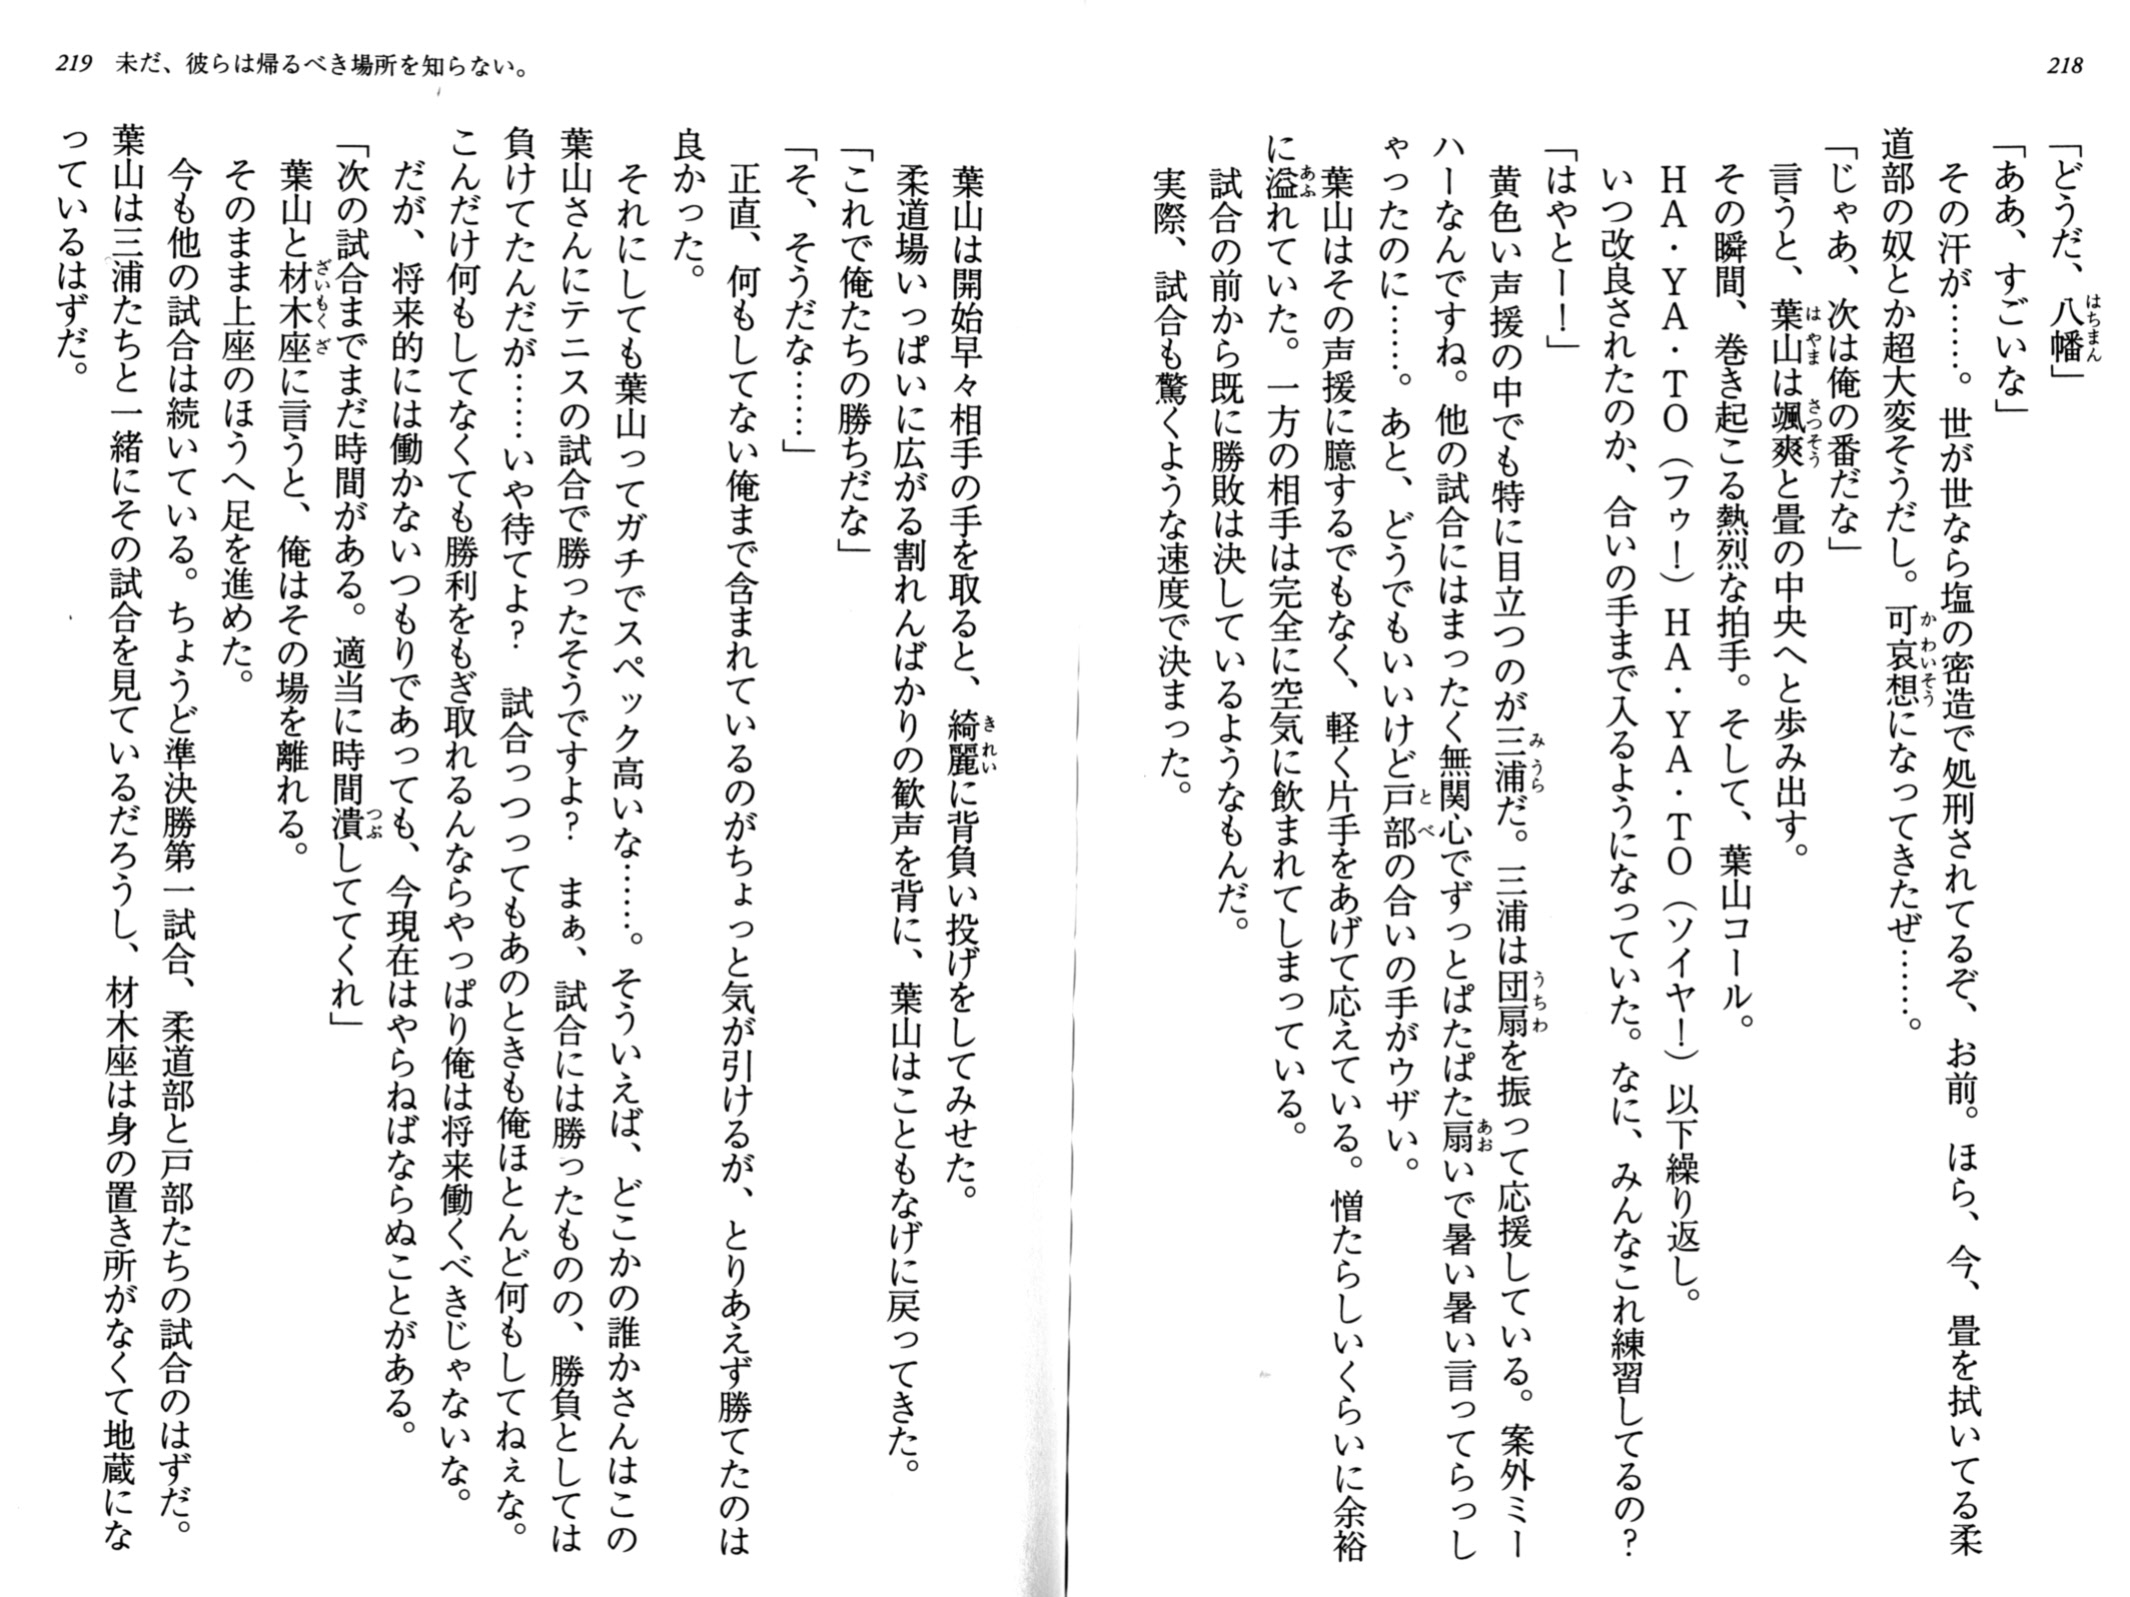 218
「どうだ、八幡」
「ああ、すごいな」
その汗が……。世が世なら塩の密造で処刑されてるぞ、お前。ほら、今、畳を拭いてる柔
道部の奴とか超大変そうだし。可哀想になってきたぜ……。
「じゃあ、次は俺の番だな」
言うと、葉山は颯爽と畳の中央へと歩み出す。
その瞬間、巻き起こる熱烈な拍手。そして、葉山コール。
HA・YA・TO（フゥ！）HA・YA・TO（ソイヤ！）以下繰り返し。
いつ改良されたのか、合いの手まで入るようになっていた。なに、みんなこれ練習してるの？
「はやとー！」
黄色い声援の中でも特に目立つのが三浦だ。三浦は団扇を振って応援している。案外ミー
ハーなんですね。他の試合にはまったく無関心でずっとぱたぱた扇いで暑い暑い言ってらっし
ゃったのに……。あと、どうでもいいけど戸部の合いの手がウザい。
葉山はその声援に臆するでもなく、軽く片手をあげて応えている。憎たらしいくらいに余裕
に溢れていた。一方の相手は完全に空気に飲まれてしまっている。
試合の前から既に勝敗は決しているようなもんだ。
実際、試合も驚くような速度で決まった。
219 未だ、彼らは帰るべき場所を知らない。
葉山は開始早々相手の手を取ると、綺麗に背負い投げをしてみせた。
柔道場いっぱいに広がる割れんばかりの歓声を背に、葉山はこともなげに戻ってきた。
「これで俺たちの勝ちだな」
「そ、そうだな……」
正直、何もしてない俺まで含まれているのがちょっと気が引けるが、とりあえず勝てたのは
良かった。
それにしても葉山ってガチでスペック高いな……。そういえば、どこかの誰かさんはこの
葉山さんにテニスの試合で勝ったそうですよ？　まぁ、試合には勝ったものの、勝負としては
負けてたんだが……いや待てよ？　試合っつってもあのときも俺ほとんど何もしてねぇな。
こんだけ何もしてなくても勝利をもぎ取れるんならやっぱり俺は将来働くべきじゃないな。
だが、将来的には働かないつもりであっても、今現在はやらねばならぬことがある。
「次の試合までまだ時間がある。適当に時間潰しててくれ」
葉山と材木座に言うと、俺はその場を離れる。
そのまま上座のほうへ足を進めた。
今も他の試合は続いている。ちょうど準決勝第一試合、柔道部と戸部たちの試合のはずだ。
葉山は三浦たちと一緒にその試合を見ているだろうし、材木座は身の置き所がなくて地蔵にな
っているはずだ。